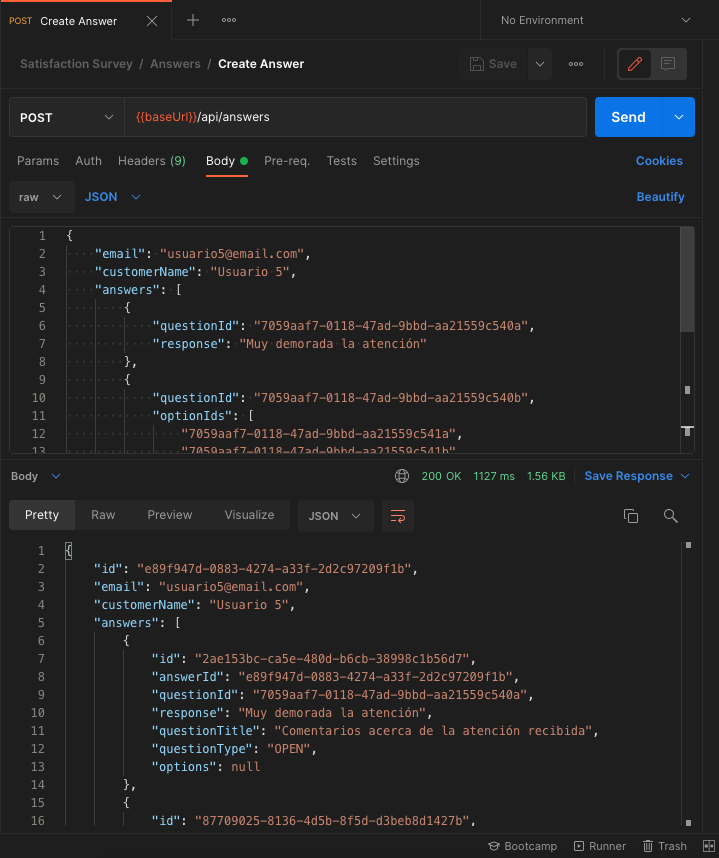 POST Create Answer
No Environment
Satisfaction Survey / Answers / Create Answer
Save
POST
{{baseUrl}}/api/answers
Send
Params Auth Headers (9) Body Pre-req. Tests Settings Cookies
raw JSON Beautify
1 {
2 "email": "usuario5@email.com",
3 "customerName": "Usuario 5",
4 "answers": [
5 {
6 "questionId": "7059aaf7-0118-47ad-9bbd-aa21559c540a",
7 "response": "Muy demorada la atención"
8 },
9 {
10 "questionId": "7059aaf7-0118-47ad-9bbd-aa21559c540b",
11 "optionIds": [
12 "7059aaf7-0118-47ad-9bbd-aa21559c541a",
13 "7059aaf7-0118-47ad-9bbd-aa21559c541b"
Body 200 OK 1127 ms 1.56 KB Save Response
Pretty Raw Preview Visualize JSON
1 {
2 "id": "e89f947d-0883-4274-a33f-2d2c97209f1b",
3 "email": "usuario5@email.com",
4 "customerName": "Usuario 5",
5 "answers": [
6 {
7 "id": "2ae153bc-ca5e-480d-b6cb-38998c1b56d7",
8 "answerId": "e89f947d-0883-4274-a33f-2d2c97209f1b",
9 "questionId": "7059aaf7-0118-47ad-9bbd-aa21559c540a",
10 "response": "Muy demorada la atención",
11 "questionTitle": "Comentarios acerca de la atención recibida",
12 "questionType": "OPEN",
13 "options": null
14 },
15 {
16 "id": "87709025-8136-4d5b-8f5d-d3beb8d1427b",
Bootcamp Runner Trash